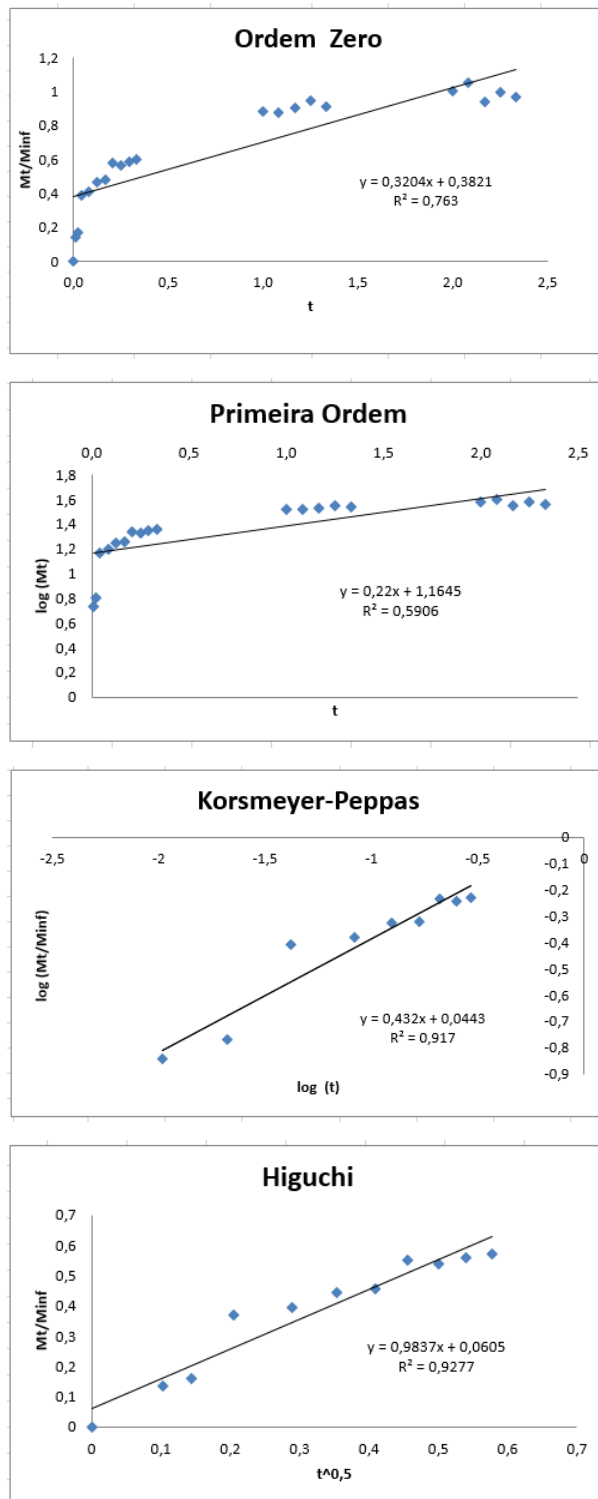 Ordem Zero
1,2
1
0,8
0,6
0,4
0,2
0
Mt/Minf
y = 0,3204x + 0,3821
R² = 0,763
0,0 0,5 1,0 1,5 2,0 2,5
t
Primeira Ordem
0,0 0,5 1,0 1,5 2,0 2,5
1,8
1,6
1,4
1,2
1
0,8
0,6
0,4
0,2
0
log (Mt)
y = 0,22x + 1,1645
R² = 0,5906
t
Korsmeyer-Peppas
-2,5 -2 -1,5 -1 -0,5 0
0
-0,1
-0,2
-0,3
-0,4
-0,5
-0,6
-0,7
-0,8
-0,9
log (Mt/Minf)
y = 0,432x + 0,0443
R² = 0,917
log (t)
Higuchi
0,7
0,6
0,5
0,4
0,3
0,2
0,1
0
Mt/Minf
y = 0,9837x + 0,0605
R² = 0,9277
0 0,1 0,2 0,3 0,4 0,5 0,6 0,7
t^0,5